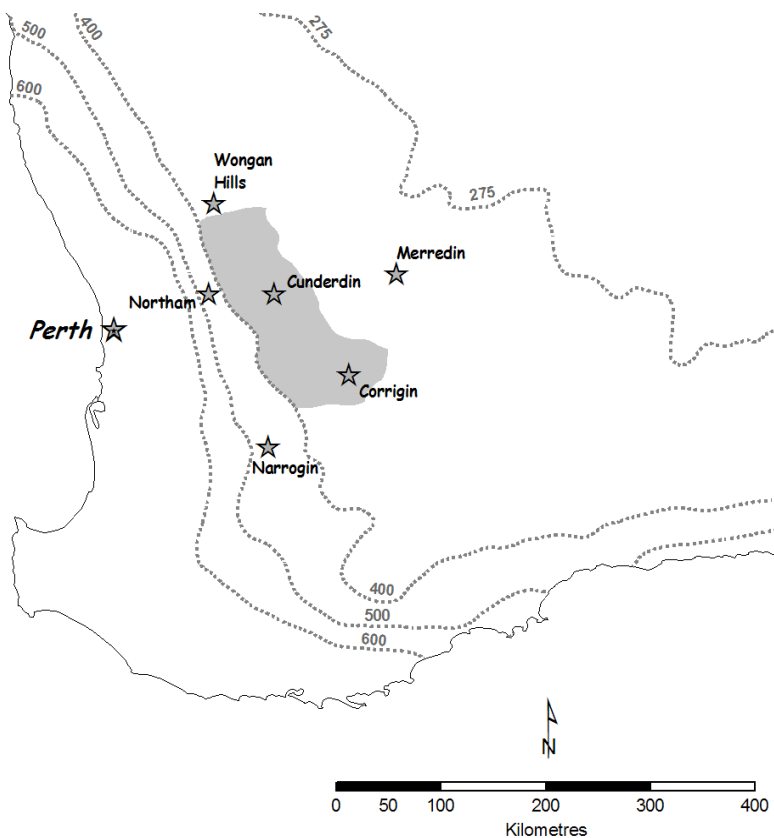 275
400
500
600
Wongan
Hills
275
Merredin
Cunderdin
Northam
Perth
Corrigin
Narrogin
400
500
600
N
0 50 100 200 300 400
Kilometres